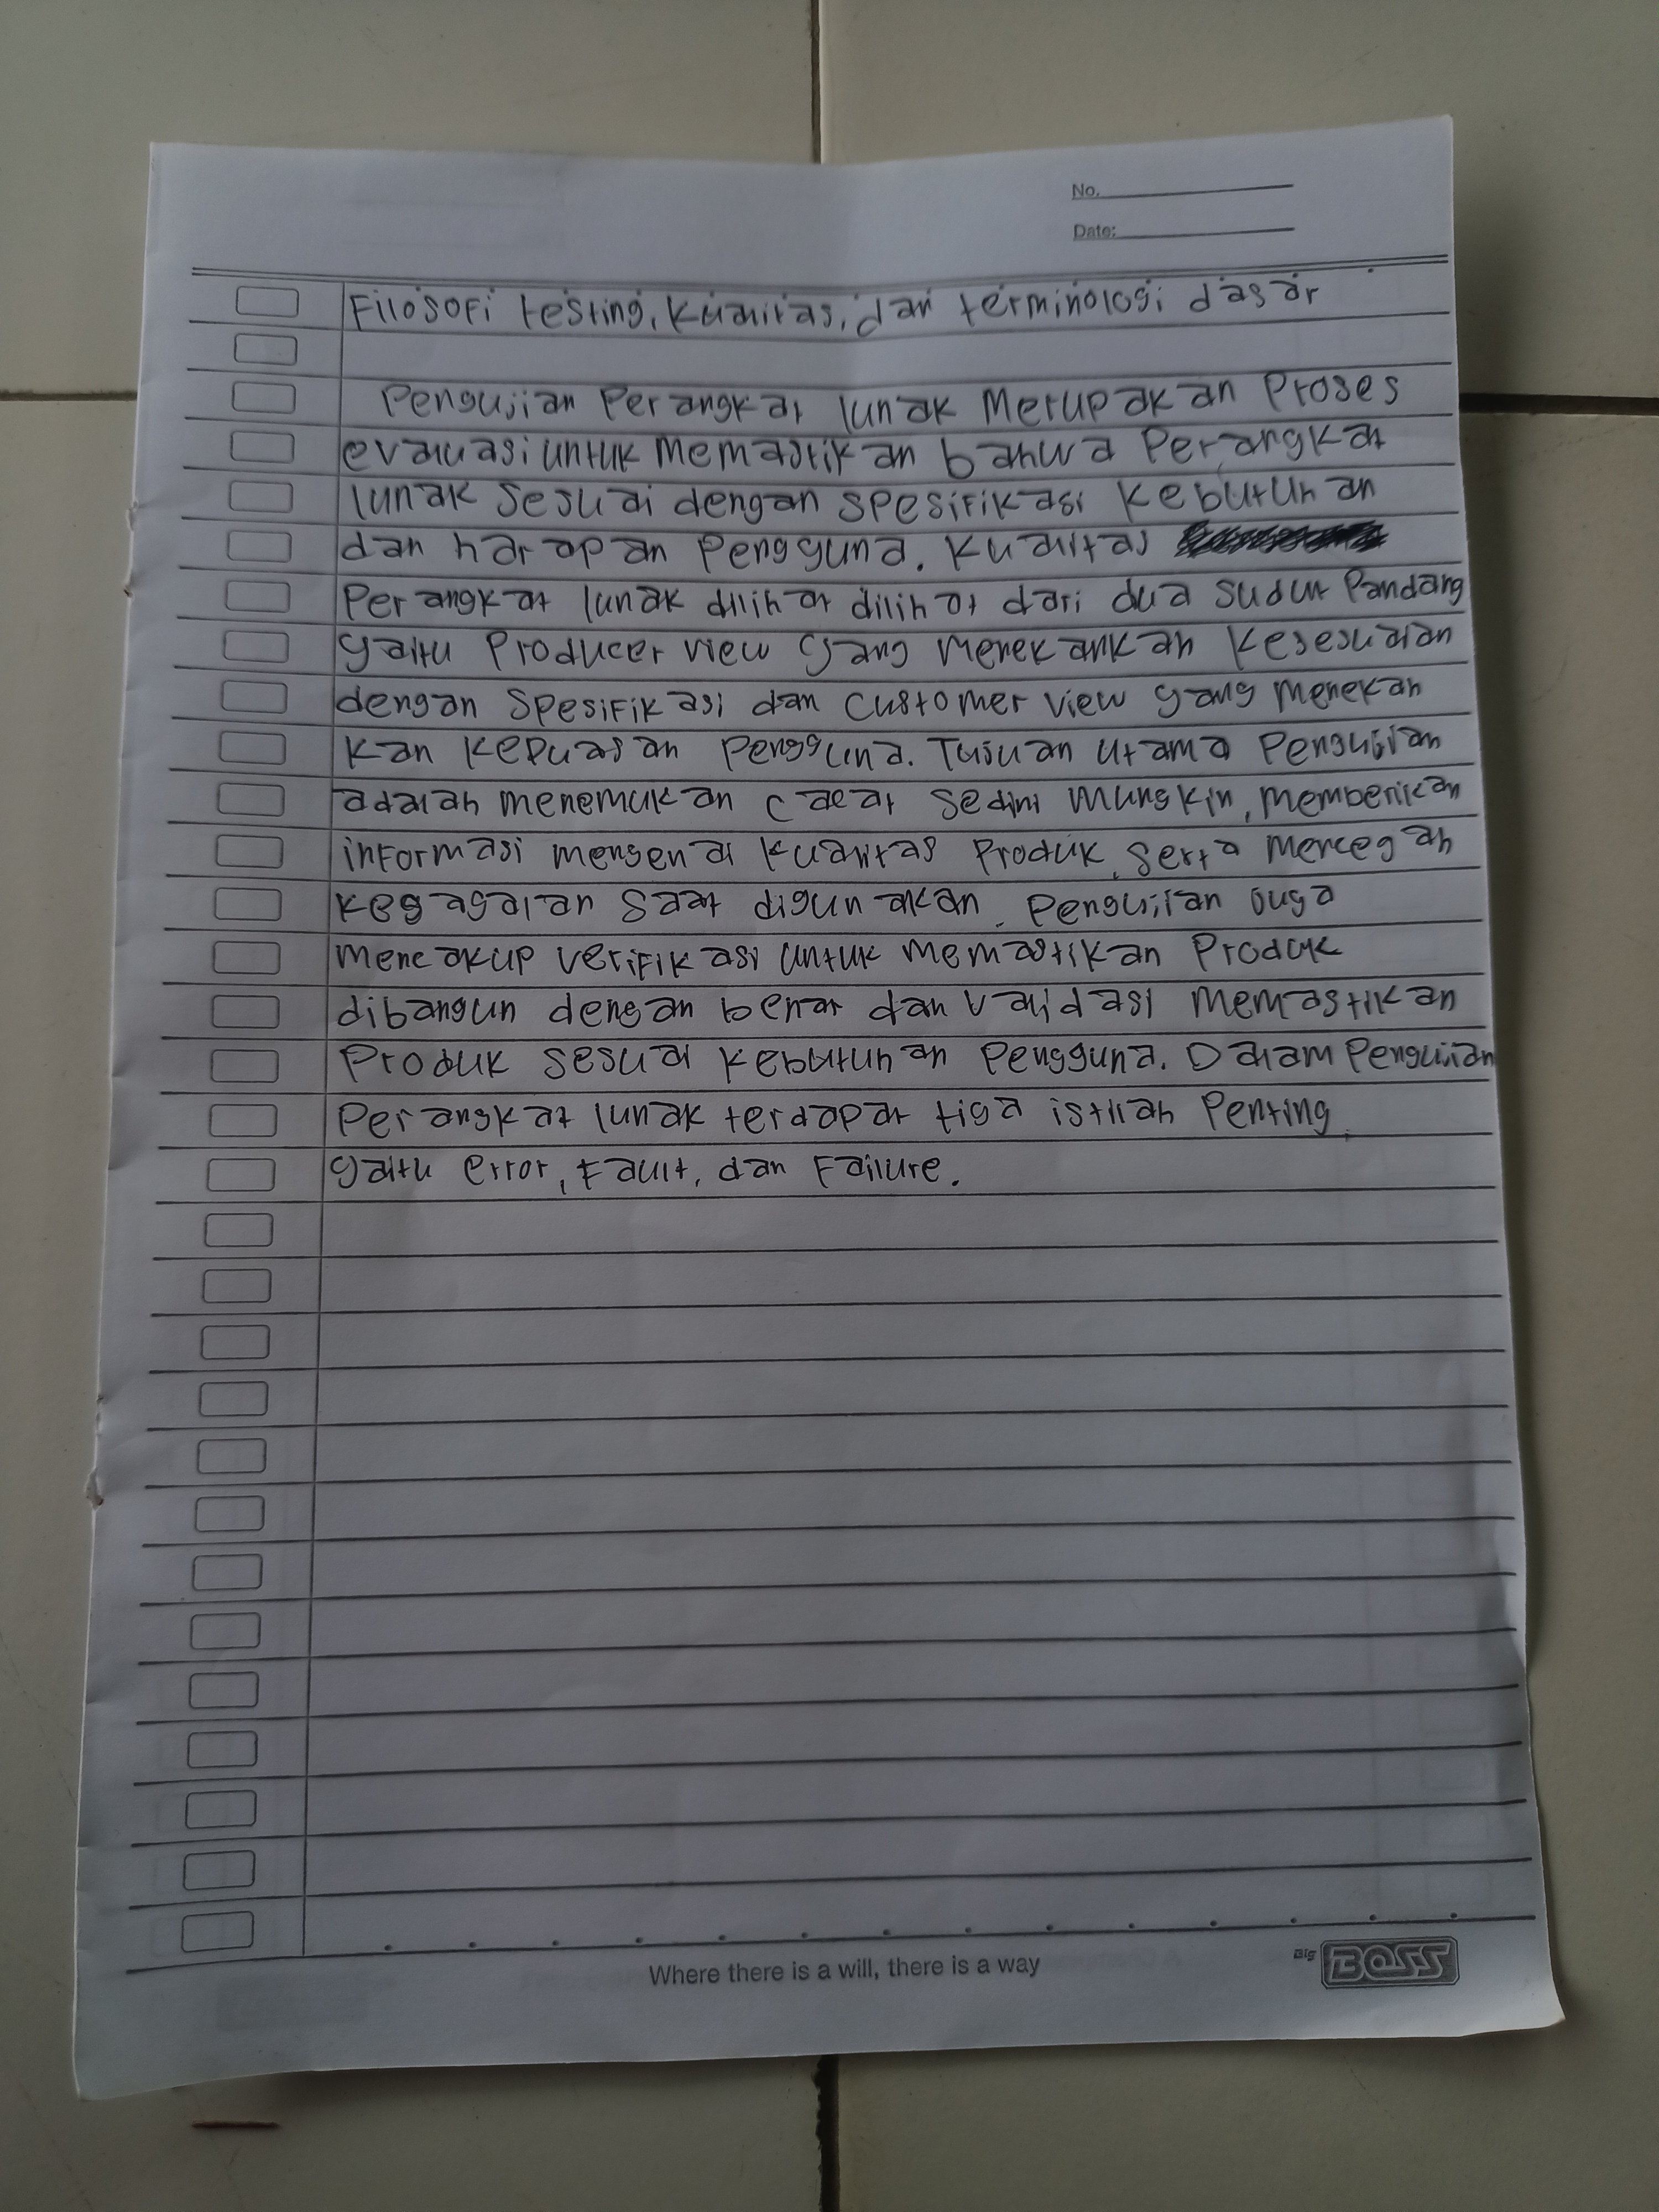 No.
Date:
Filosofi testing, kualitas, dan terminologi dasar
Pengujian Perangkat lunak Merupakan Proses
evaluasi untuk memastikan bahwa Perangkat
lunak sesuai dengan spesifikasi kebutuhan
dan harapan Pengguna. Kualitas
Perangkat lunak dilihat dilihat dari dua sudut Pandang
yaitu Producer view yang menekankan kesesuaian
dengan spesifikasi dan customer view yang menekan
kan kepuasan Pengguna. Tujuan utama Pengujian
adalah menemukan cacat sedini mungkin, memberikan
informasi mengenai kualitas Produk, serta mencegah
kegagalan saat digunakan. Pengujian Juga
mencakup verifikasi untuk memastikan Produk
dibangun dengan benar dan validasi memastikan
Produk sesuai kebutuhan Pengguna. Dalam Pengujian
Perangkat lunak terdapat tiga istilah Penting
yaitu error, fault, dan Failure.
Where there is a will, there is a way
Big BOSS